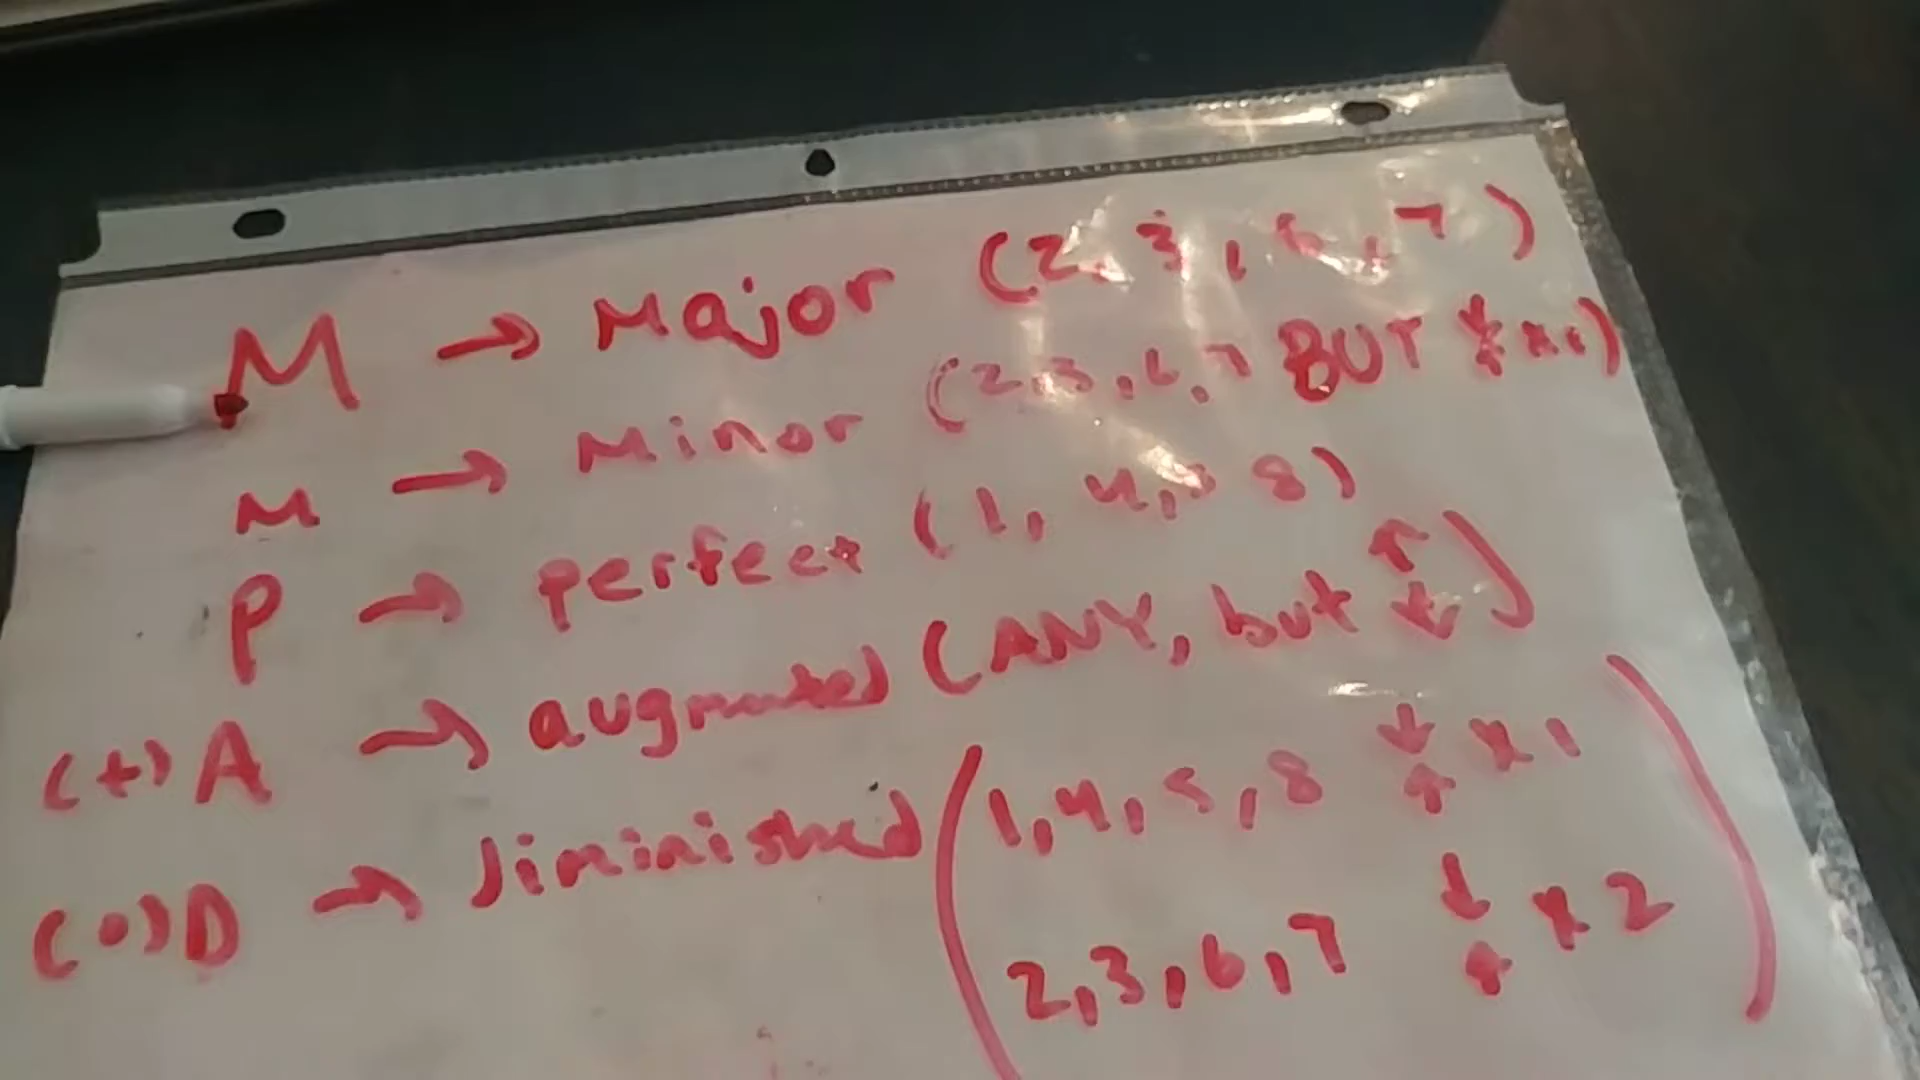 M → Major (2, 3, 6, 7)
m → minor (2,3,6,7 BUT ↓↑ x1)
P → perfect (1, 4,5 8)
(+) A → augmented (ANY, but ↑↓)
(o) D → diminished (1,4,5,8 ↓↑ x1
2,3,6,7 ↓↑ x2)